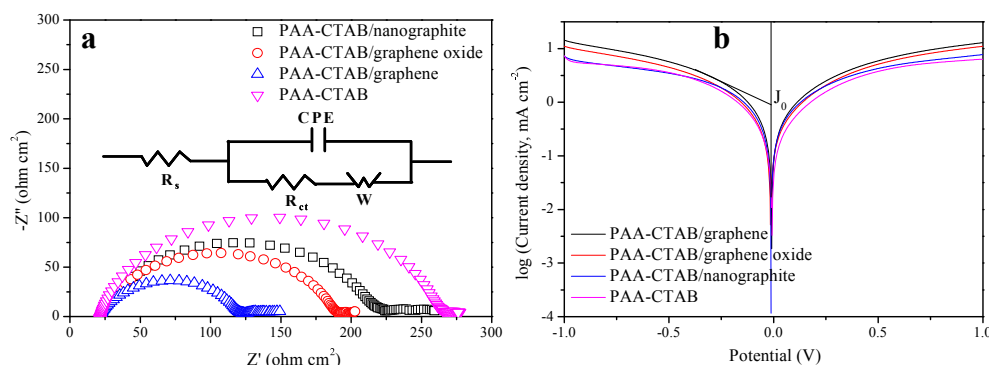 a
PAA-CTAB/nanographite
PAA-CTAB/graphene oxide
PAA-CTAB/graphene
PAA-CTAB
CPE
Rs
Rct
W
-Z'' (ohm cm²)
-300
-250
-200
-150
100
50
0
0 50 100 150 200 250 300
Z' (ohm cm²)
b
J0
PAA-CTAB/graphene
PAA-CTAB/graphene oxide
PAA-CTAB/nanographite
PAA-CTAB
log (Current density, mA cm⁻²)
1
0
-1
-2
-3
-4
-1.0 -0.5 0.0 0.5 1.0
Potential (V)